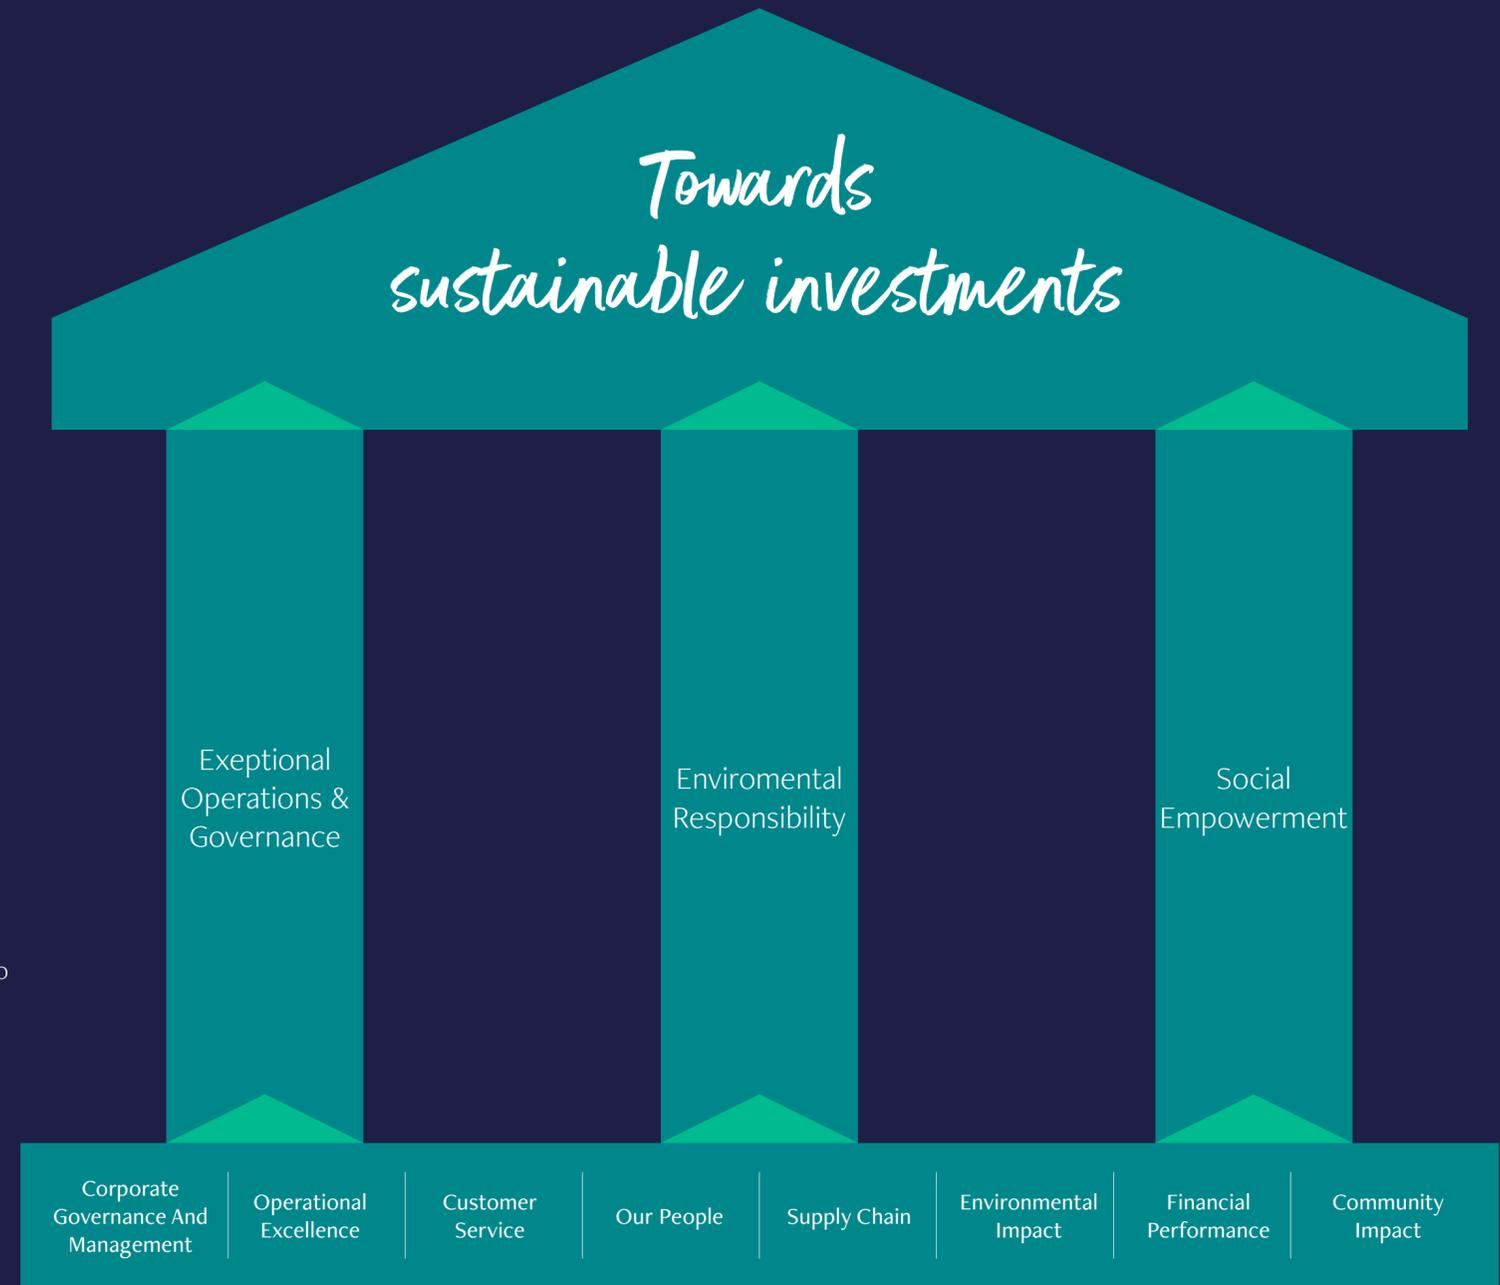 Towards
sustainable investments
Exeptional
Operations &
Governance
Enviromental
Responsibility
Social
Empowerment
Corporate
Governance And
Management
Operational
Excellence
Customer
Service
Our People
Supply Chain
Environmental
Impact
Financial
Performance
Community
Impact